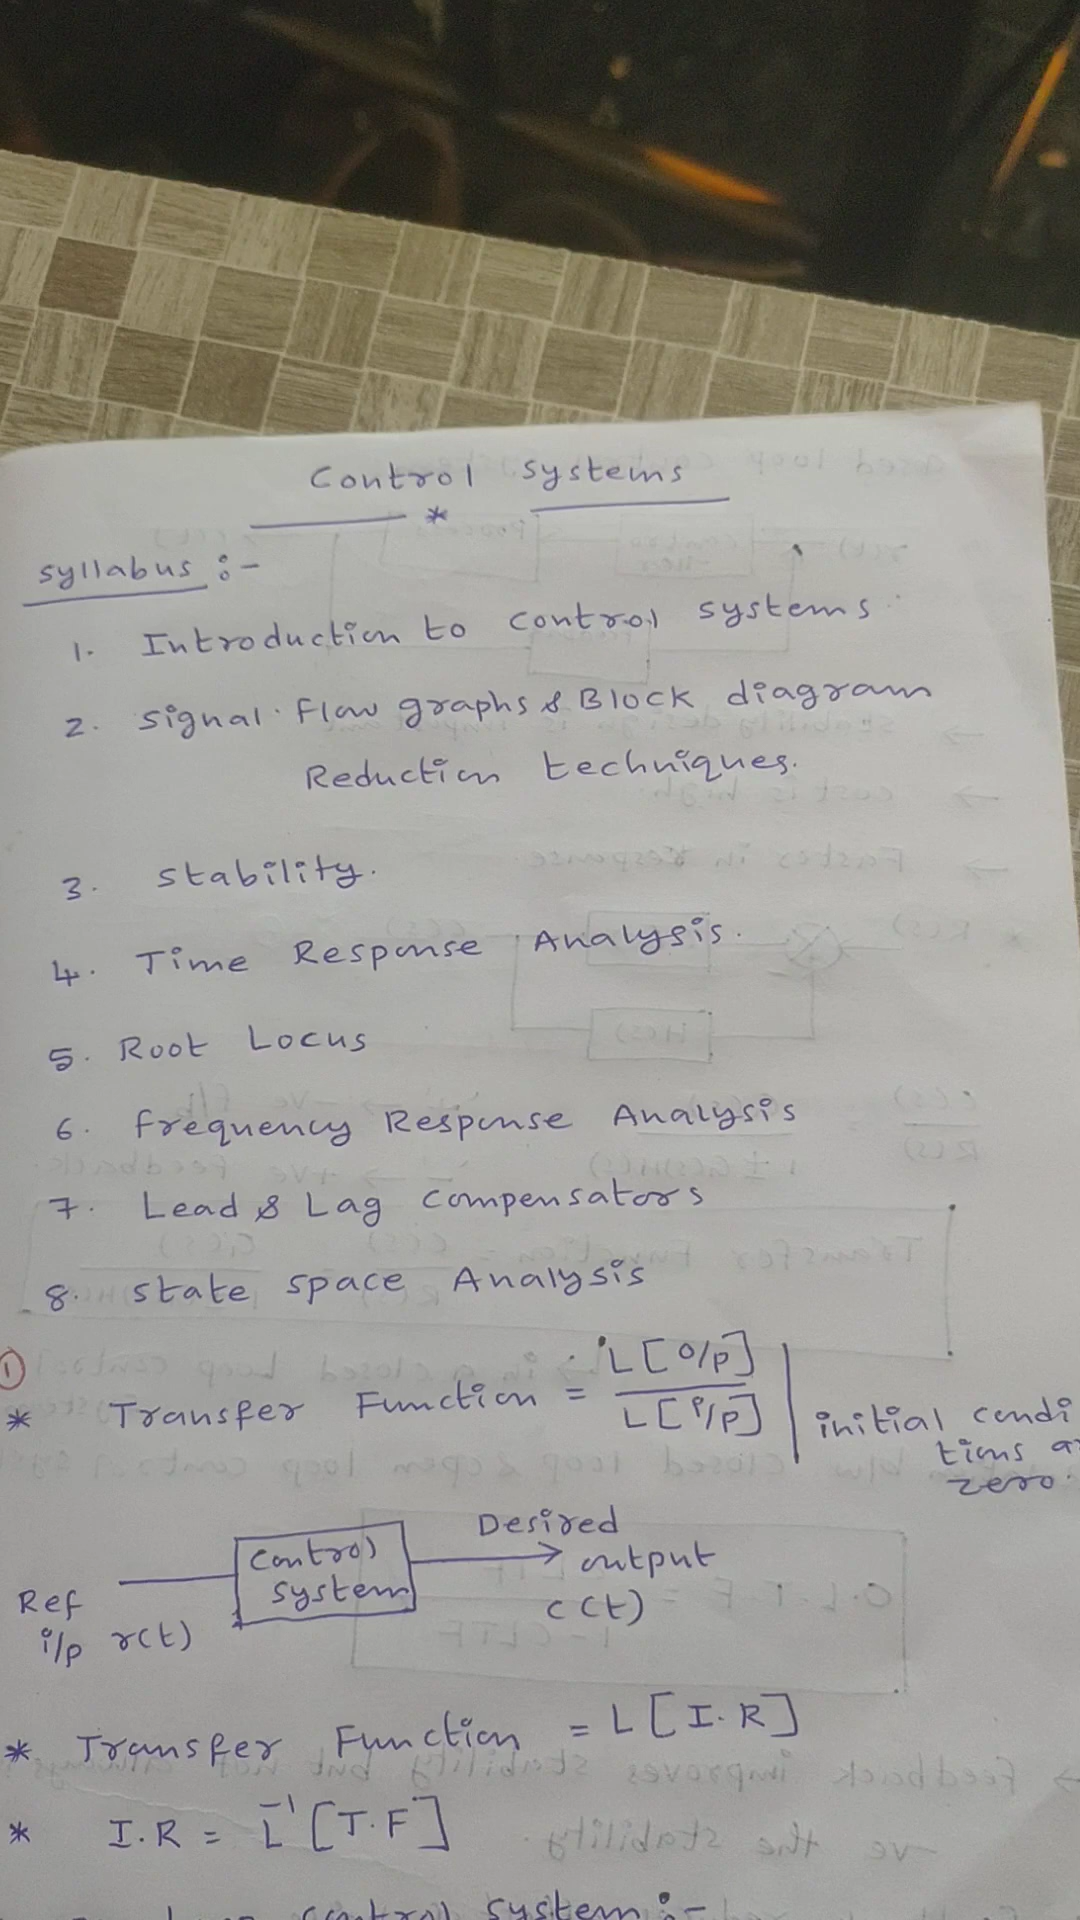 Control systems
*
syllabus :-
1. Introduction to control systems
2. signal flow graphs & Block diagram
Reduction techniques.
3. stability.
4. Time Response Analysis.
5. Root Locus
6. frequency Response Analysis
7. Lead & Lag compensators
8. state space Analysis
1
* Transfer Function = L[o/p] / L[i/p] | initial condi
tions
zero.
Desired
control
system
output
c(t)
Ref
i/p r(t)
* Transfer Function = L[I.R]
* I.R = L⁻¹[T.F]
control system :-